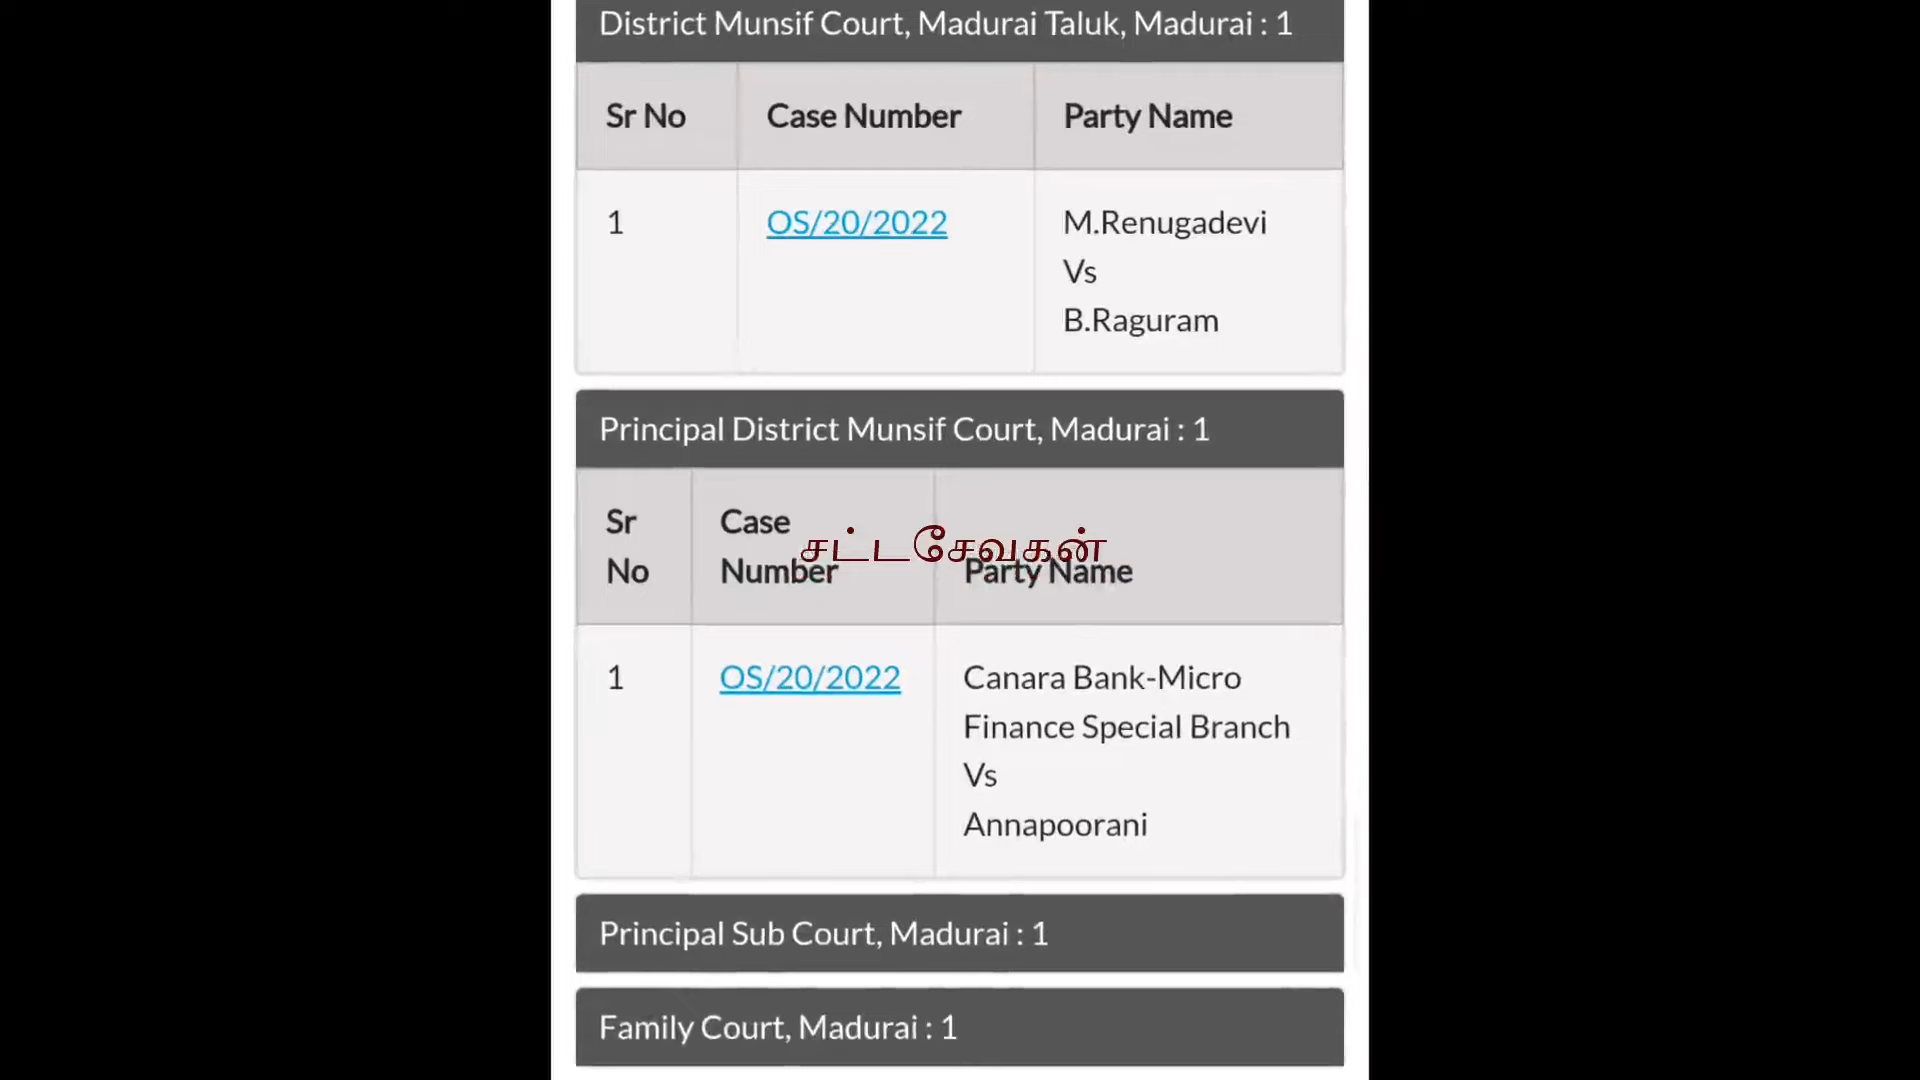 District Munsif Court, Madurai Taluk, Madurai : 1
Sr No Case Number Party Name
1 OS/20/2022 M.Renugadevi
Vs
B.Raguram
Principal District Munsif Court, Madurai : 1
Sr No Case Number Party Name
சட்டசேவகன்
1 OS/20/2022 Canara Bank-Micro
Finance Special Branch
Vs
Annapoorani
Principal Sub Court, Madurai : 1
Family Court, Madurai : 1